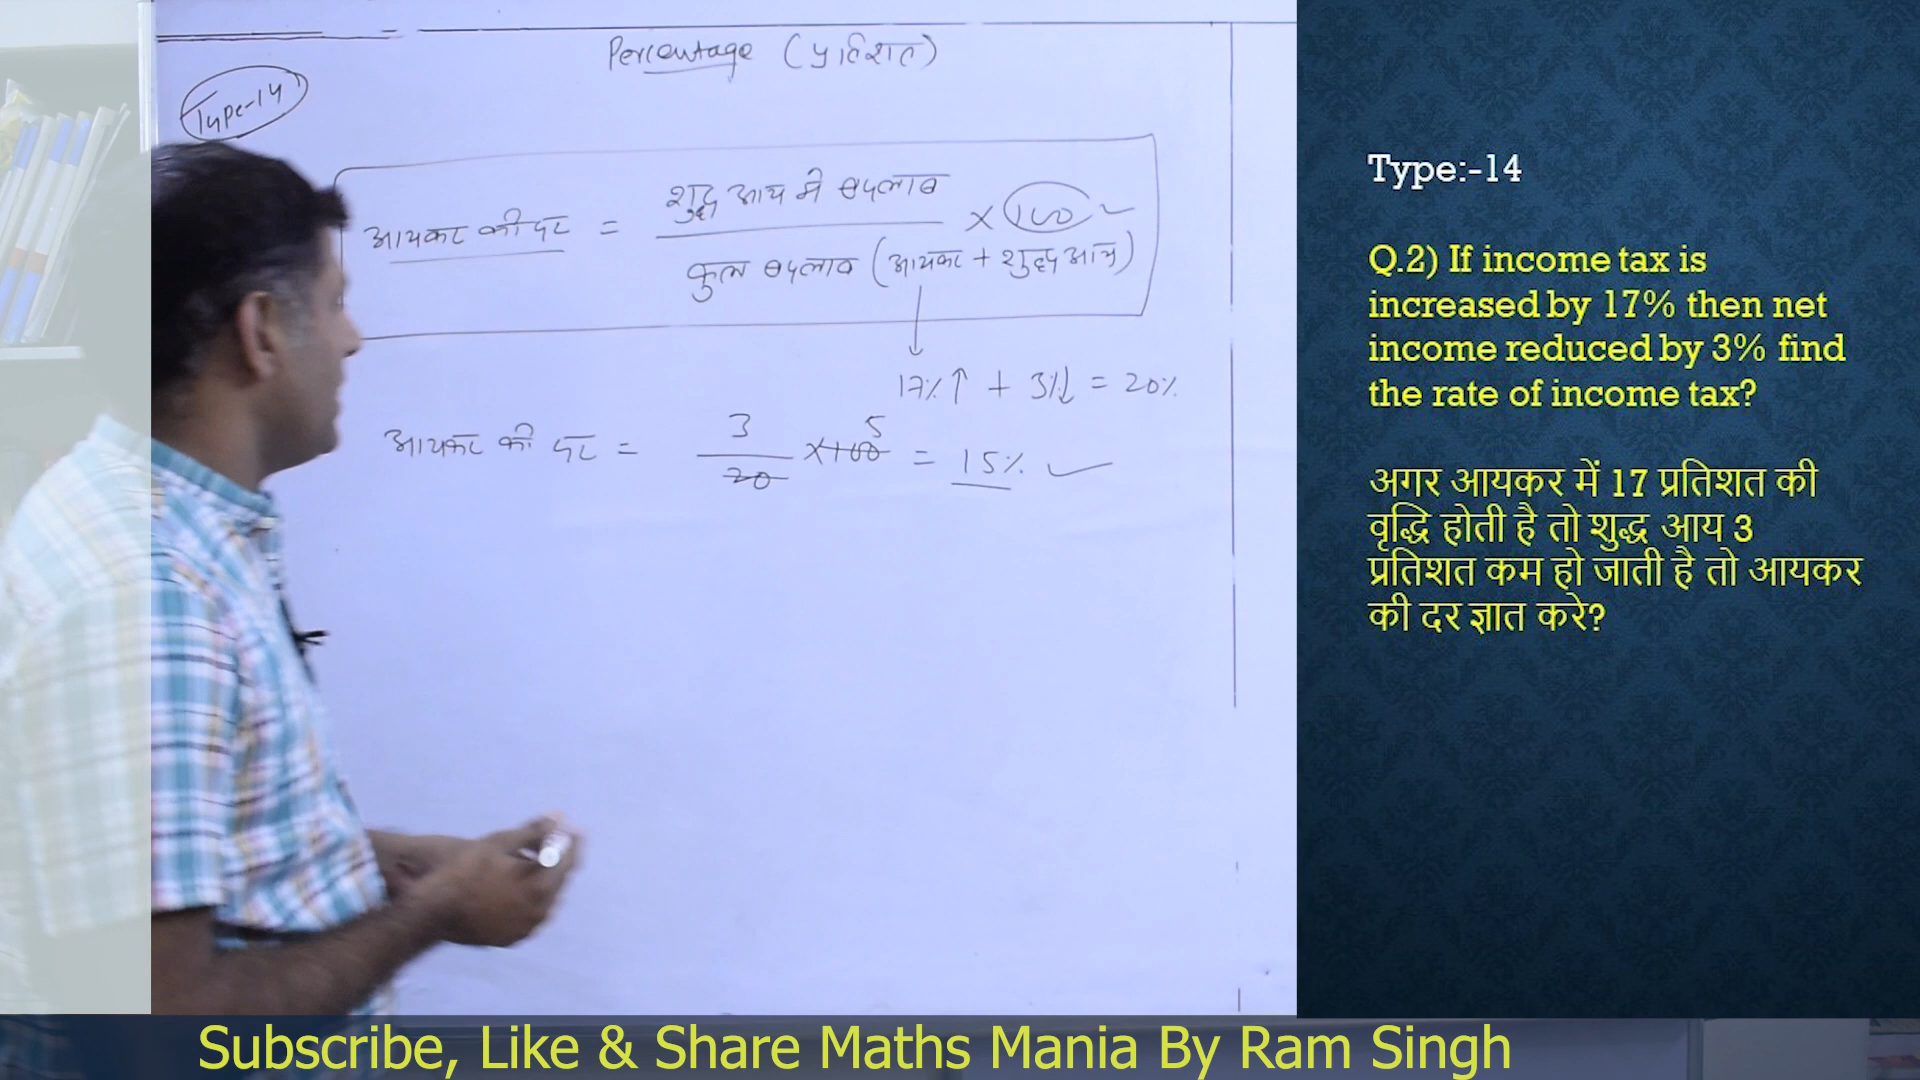 Percentage (प्रतिशत)
Type-14
आयकर की दर = शुद्ध आय में बदलाव
कुल बदलाव (आयकर + शुद्ध आय) × 100
17%↑ + 3%↓ = 20%
आयकर की दर = 3/20 × 100 5 = 15%
Type:-14
Q.2) If income tax is
increased by 17% then net
income reduced by 3% find
the rate of income tax?
अगर आयकर में 17 प्रतिशत की
वृद्धि होती है तो शुद्ध आय 3
प्रतिशत कम हो जाती है तो आयकर
की दर ज्ञात करे?
Subscribe, Like & Share Maths Mania By Ram Singh